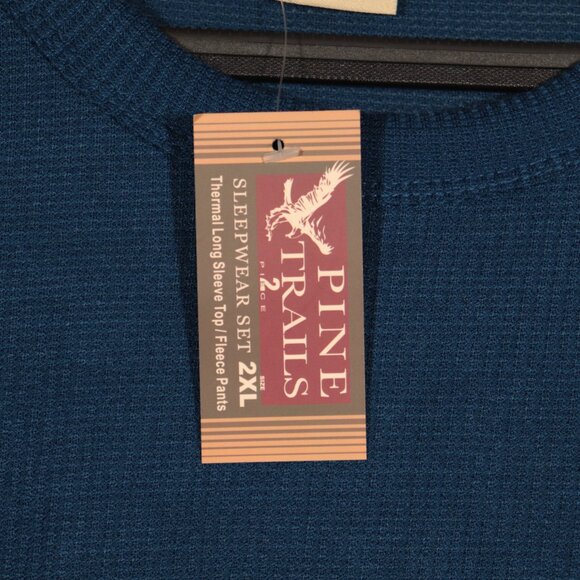 PINE
TRAILS
2
PIECE
SLEEPWEAR SET
SIZE
2XL
Thermal Long Sleeve Top / Fleece Pants